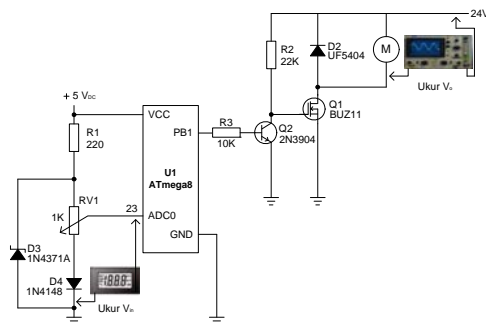 24V
R2
22K
D2
UF5404
M
Ukur Vo
Q1
BUZ11
+ 5 VDC
VCC
R1
220
PB1
R3
10K
Q2
2N3904
U1
ATmega8
RV1
1K
23
ADC0
GND
D3
1N4371A
D4
1N4148
1888
Ukur Vin